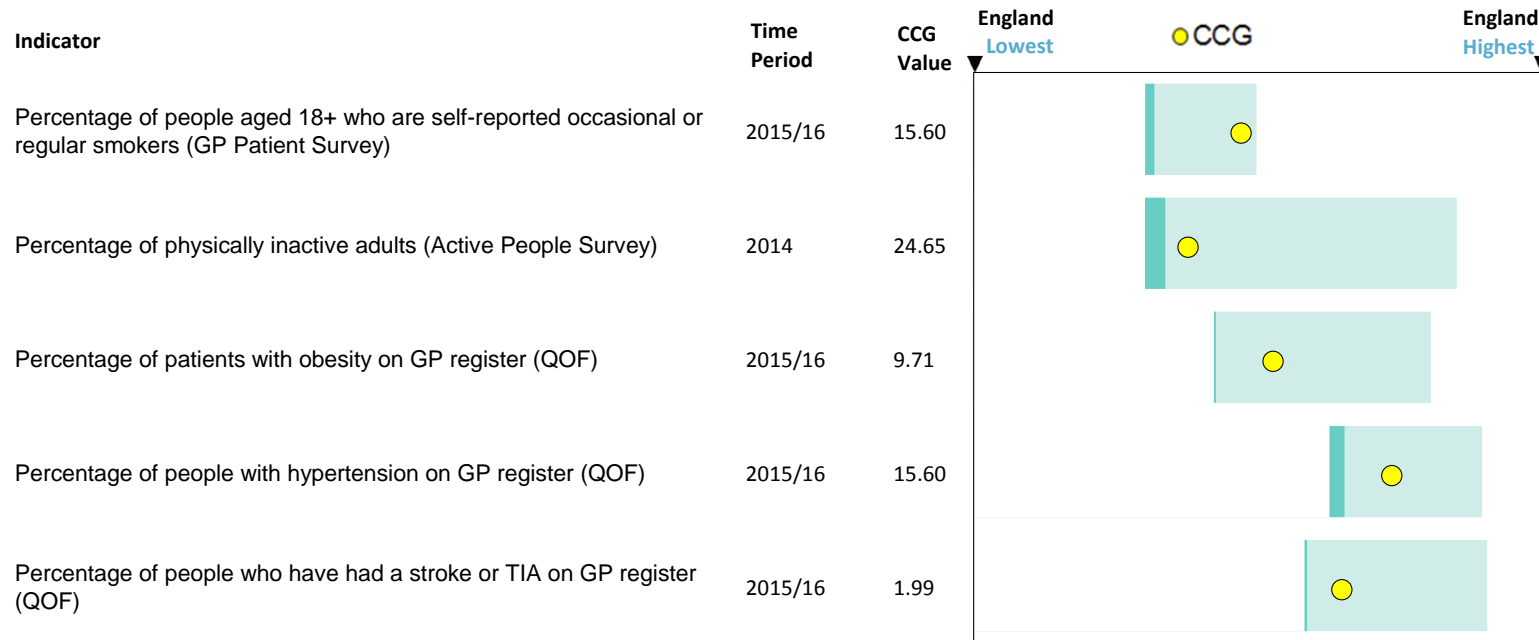 Indicator
Time
Period
CCG
Value
England
Lowest
CCG
England
Highest
Percentage of people aged 18+ who are self-reported occasional or
regular smokers (GP Patient Survey)
2015/16
15.60
Percentage of physically inactive adults (Active People Survey)
2014
24.65
Percentage of patients with obesity on GP register (QOF)
2015/16
9.71
Percentage of people with hypertension on GP register (QOF)
2015/16
15.60
Percentage of people who have had a stroke or TIA on GP register
(QOF)
2015/16
1.99